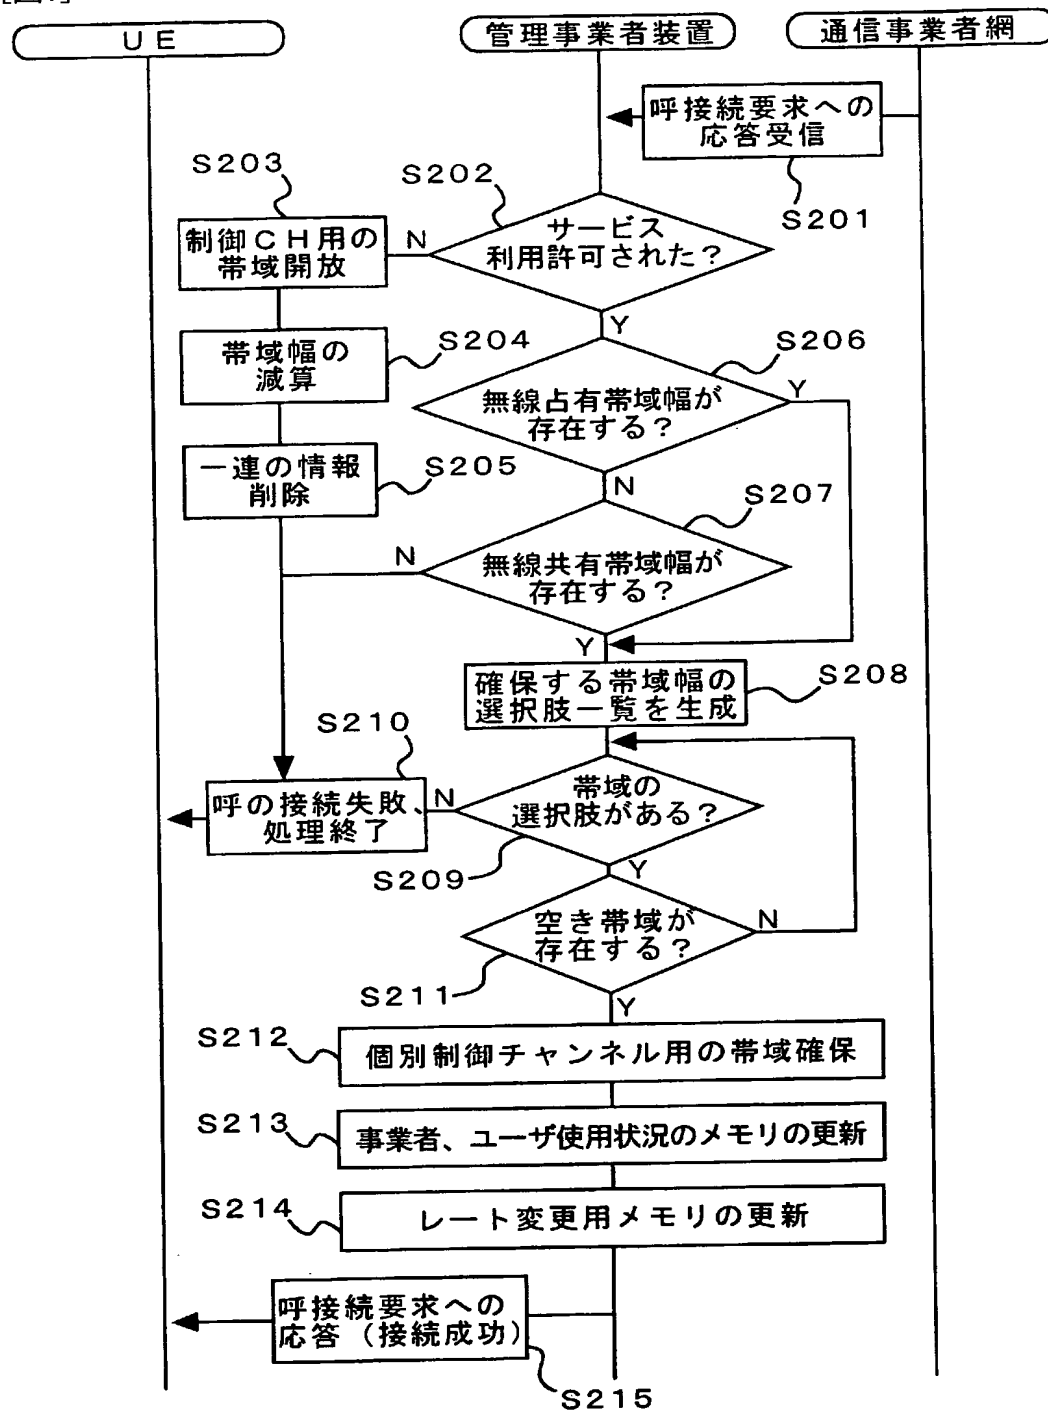 UE
管理事業者装置
通信事業者網
呼接続要求への
応答受信
S201
S203
S202
サービス
利用許可された？
N
制御CH用の
帯域開放
Y
帯域幅の
減算
S204
S206
無線占有帯域幅が
存在する？
Y
一連の情報
削除
S205
N
S207
無線共有帯域幅が
存在する？
N
Y
確保する帯域幅の
選択肢一覧を生成
S208
S210
呼の接続失敗、
処理終了
N
帯域の
選択肢がある？
S209
Y
空き帯域が
存在する？
N
S211
Y
S212
個別制御チャンネル用の帯域確保
S213
事業者、ユーザ使用状況のメモリの更新
S214
レート変更用メモリの更新
呼接続要求への
応答（接続成功）
S215